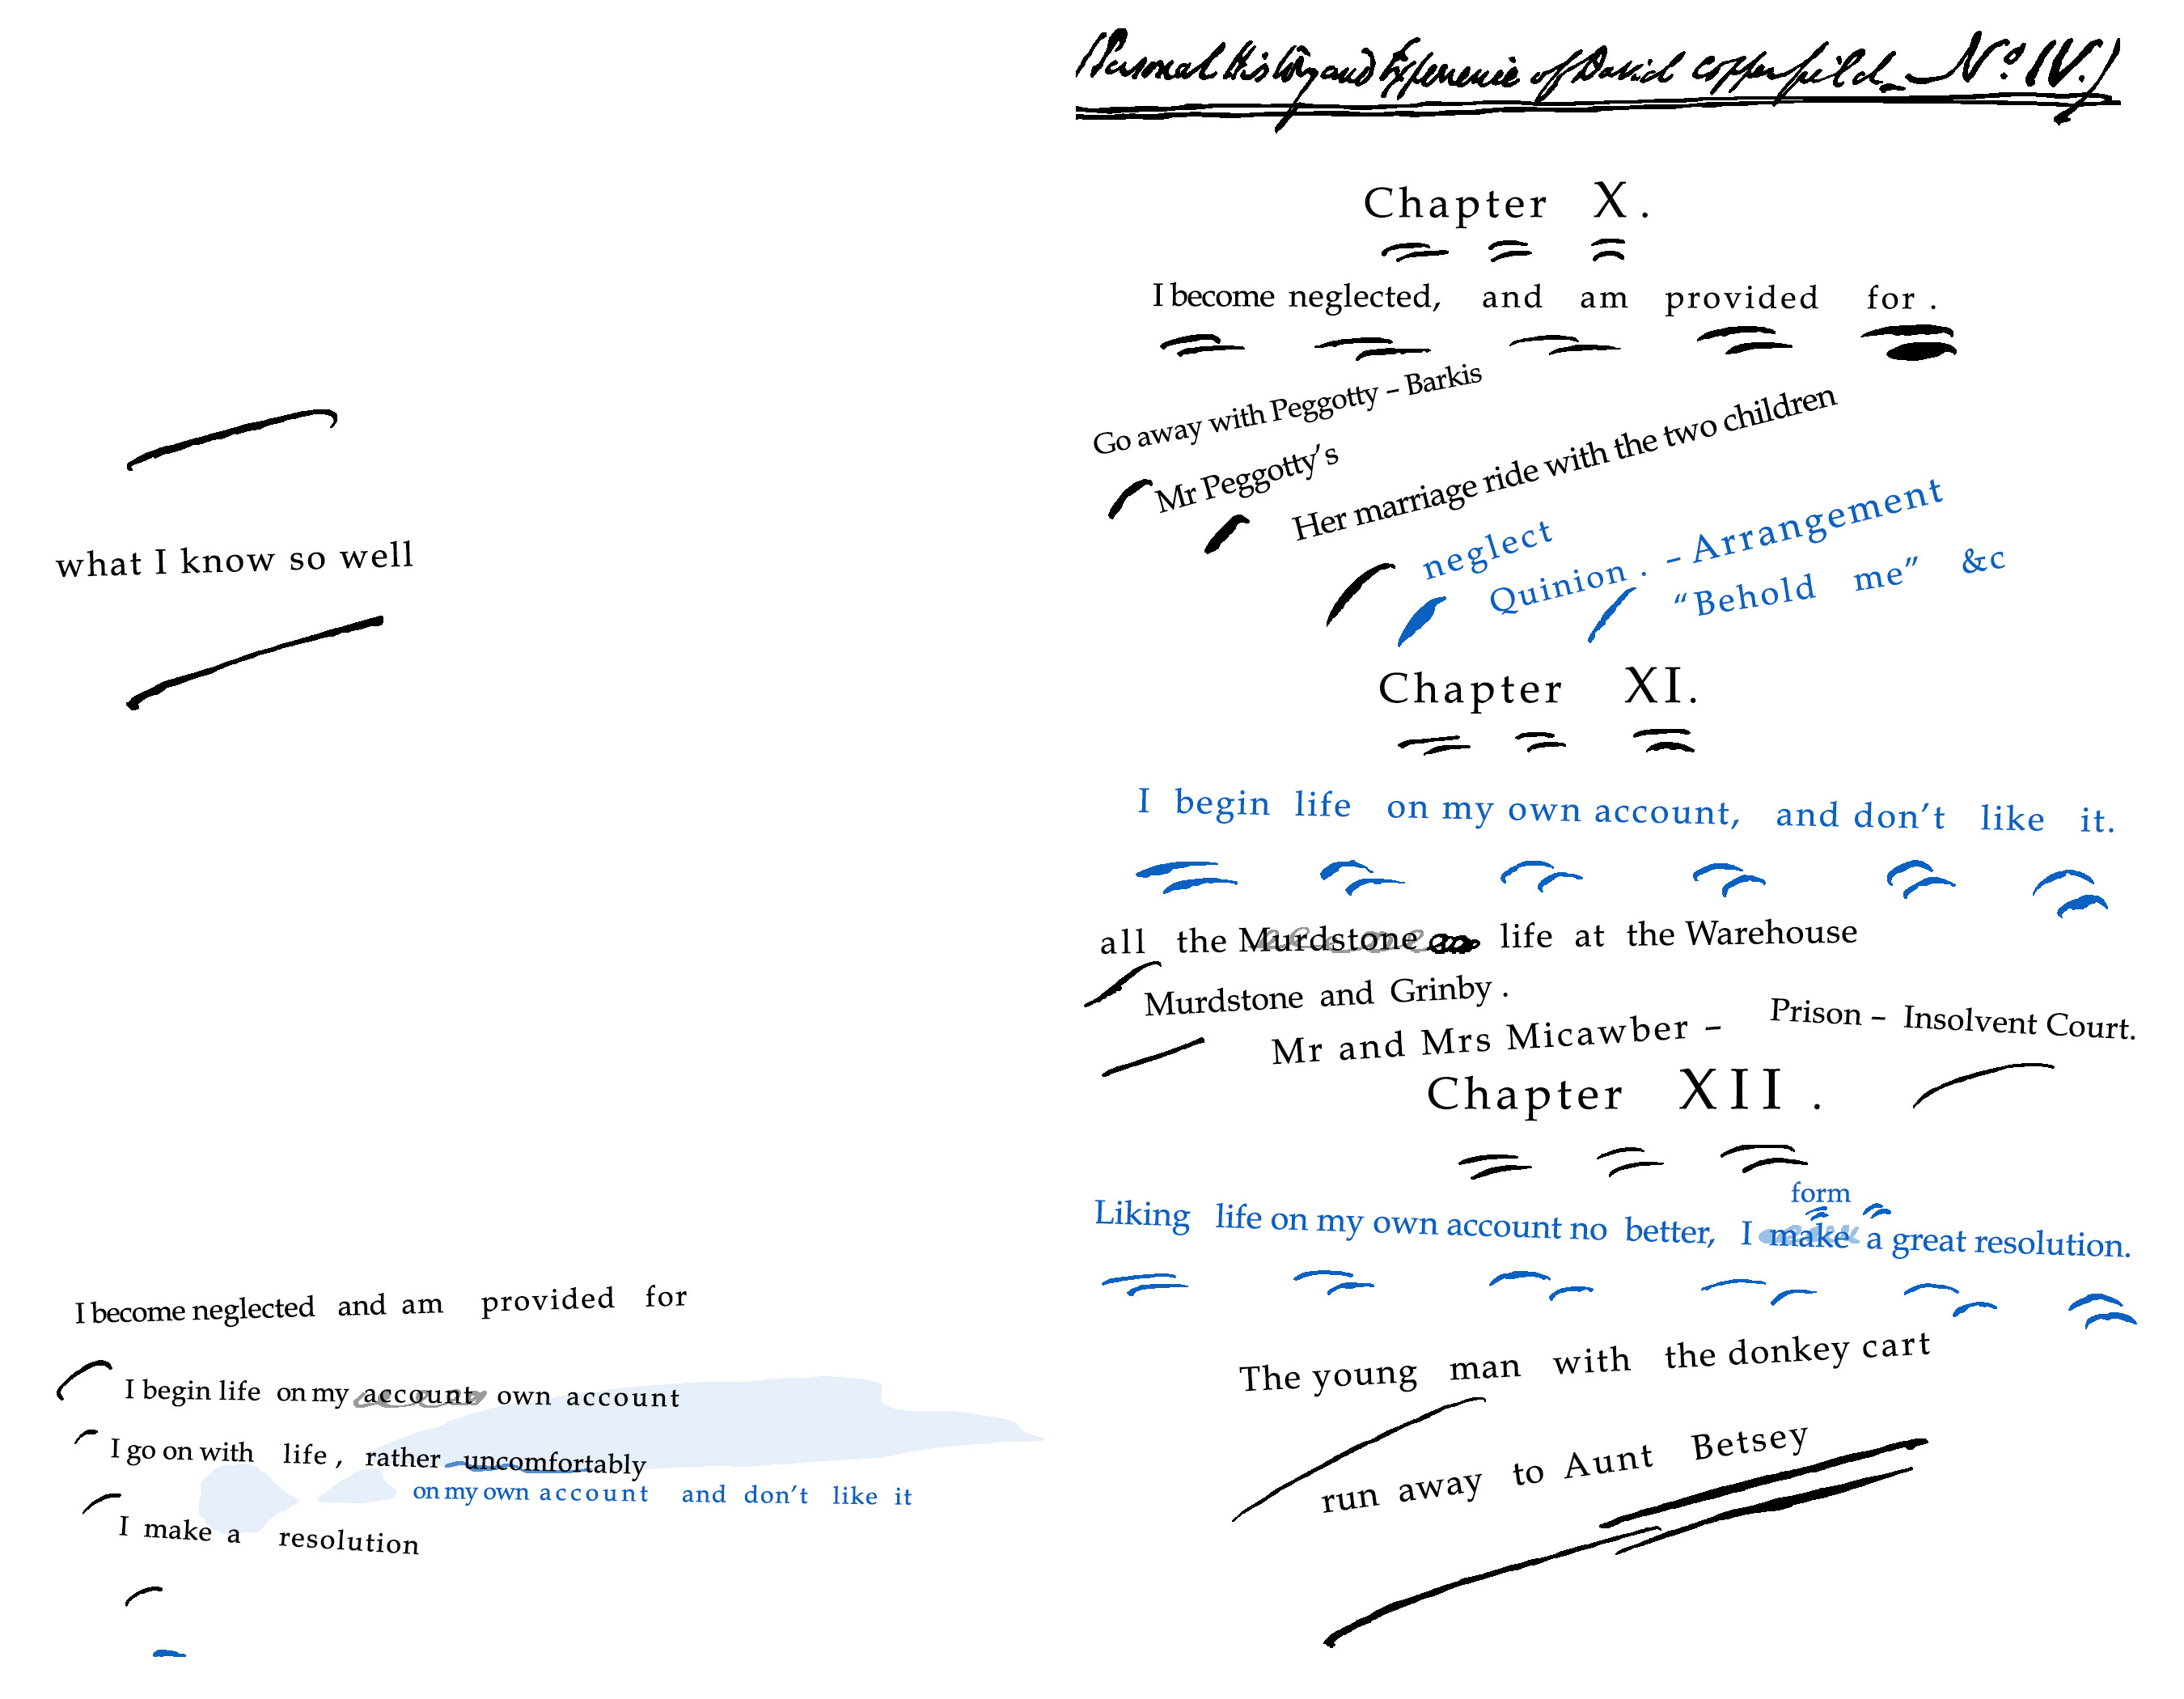 what I know so well
I become neglected and am provided for
I begin life on my account own account
I go on with life, rather uncomfortably
on my own account and don't like it
I make a resolution
(Personal History and Experience of David Copperfield _ No. IV.)
Chapter X.
I become neglected, and am provided for.
Go away with Peggotty – Barkis
Mr Peggotty's
Her marriage ride with the two children
neglect
Quinion. – Arrangement
"Behold me" &c
Chapter XI.
I begin life on my own account, and don't like it.
all the Murdstone life at the Warehouse
Murdstone and Grinby.
Mr and Mrs Micawber – Prison – Insolvent Court.
Chapter XII.
form
Liking life on my own account no better, I make a great resolution.
The young man with the donkey cart
run away to Aunt Betsey